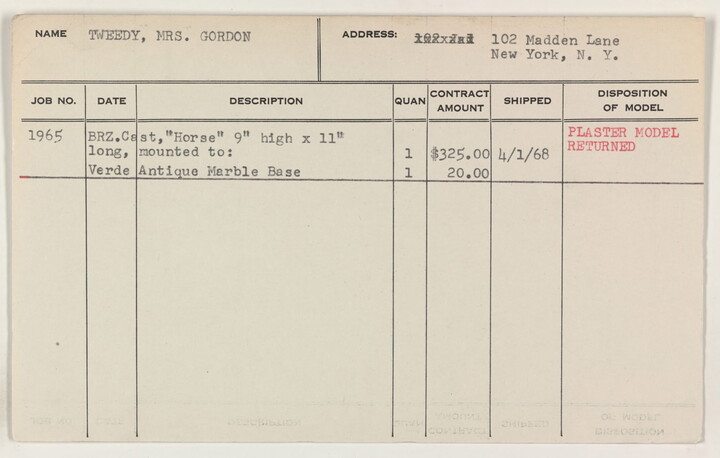 NAME TWEEDY, MRS. GORDON ADDRESS: 102 Madden Lane
New York, N. Y.
JOB NO. DATE DESCRIPTION QUAN CONTRACT AMOUNT SHIPPED DISPOSITION OF MODEL
1965 BRZ.Cast,"Horse" 9" high x 11" PLASTER MODEL
long, mounted to: 1 $325.00 4/1/68 RETURNED
Verde Antique Marble Base 1 20.00